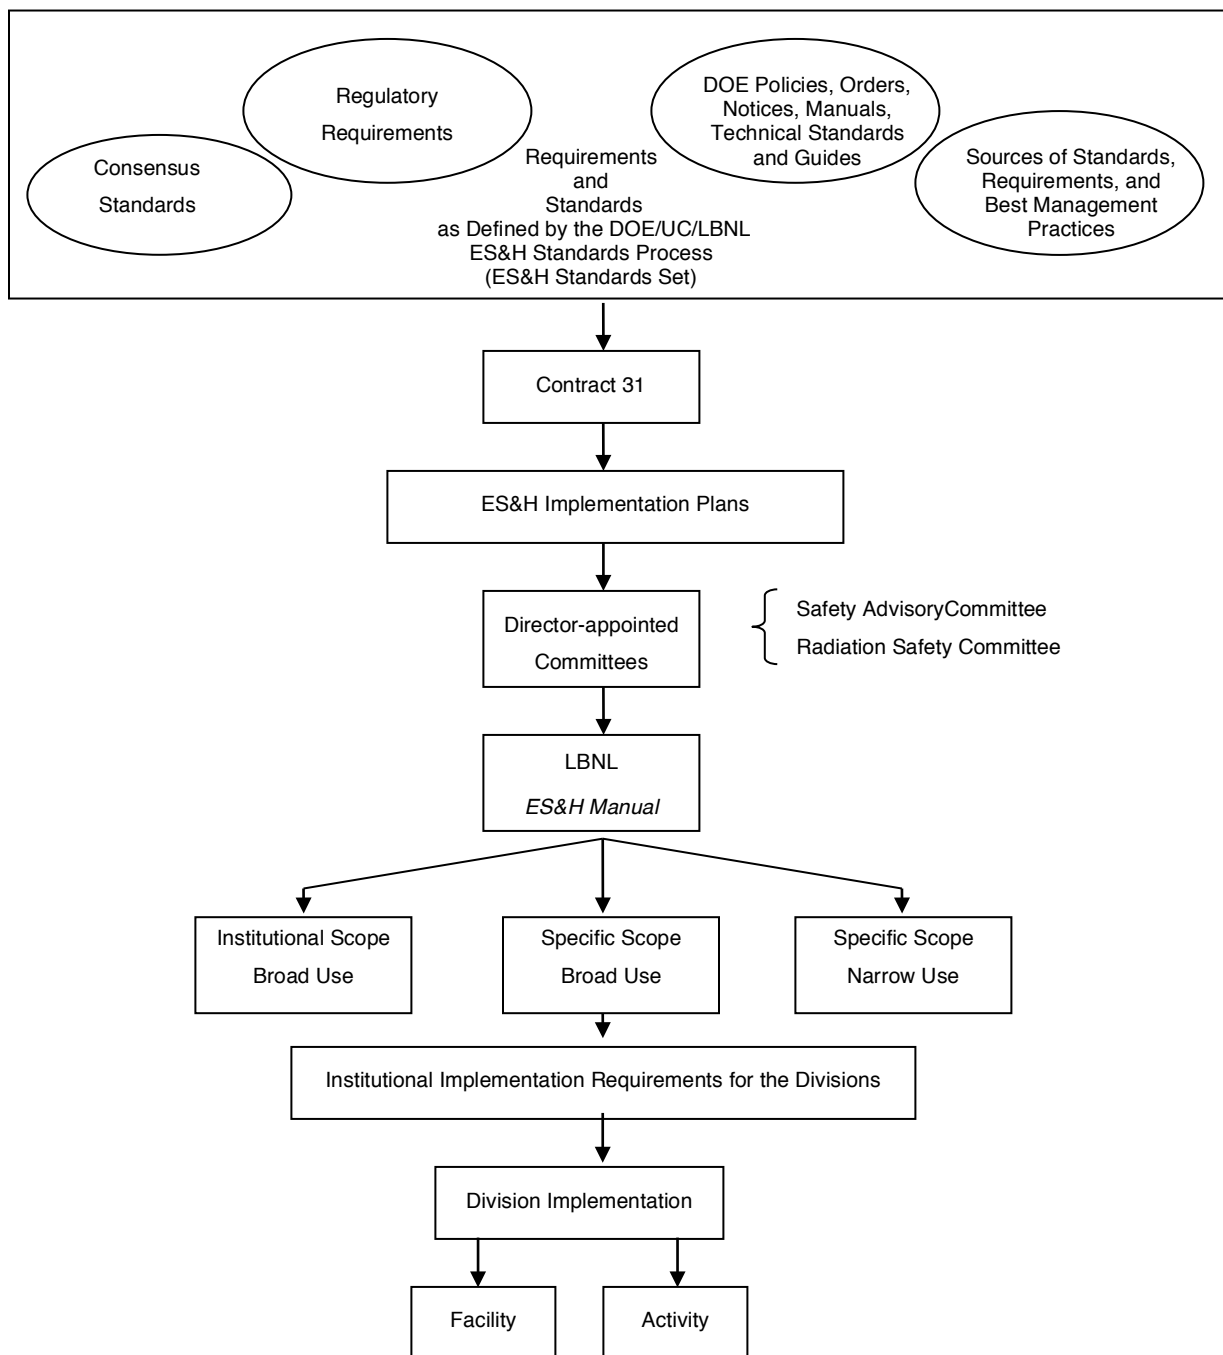 Regulatory
Requirements
DOE Policies, Orders,
Notices, Manuals,
Technical Standards
and Guides
Consensus
Standards
Requirements
and
Standards
as Defined by the DOE/UC/LBNL
ES&H Standards Process
(ES&H Standards Set)
Sources of Standards,
Requirements, and
Best Management
Practices
Contract 31
ES&H Implementation Plans
Director-appointed
Committees
Safety AdvisoryCommittee
Radiation Safety Committee
LBNL
ES&H Manual
Institutional Scope
Broad Use
Specific Scope
Broad Use
Specific Scope
Narrow Use
Institutional Implementation Requirements for the Divisions
Division Implementation
Facility
Activity